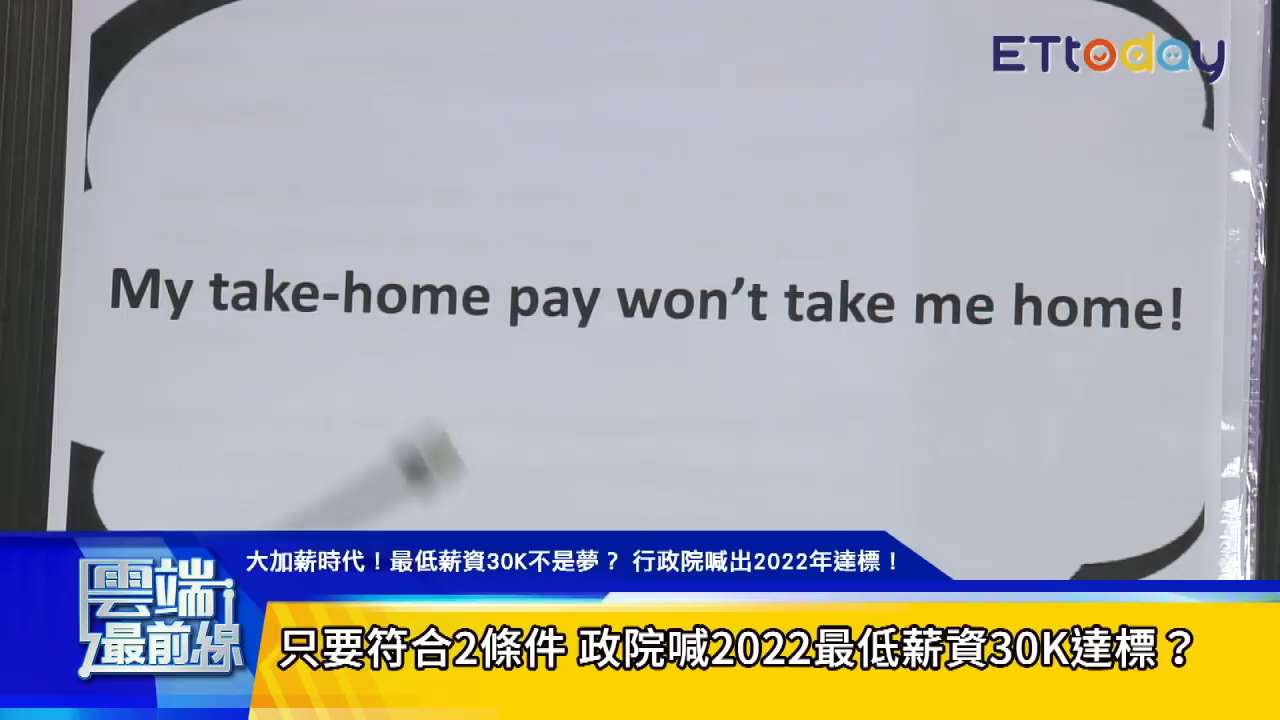 ETtoday
My take-home pay won’t take me home!
大加薪時代！最低薪資30K不是夢？ 行政院喊出2022年達標！
雲端
最前線
只要符合2條件 政院喊2022最低薪資30K達標？